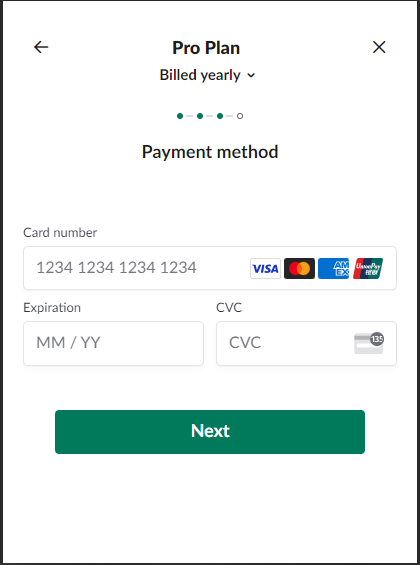 Pro Plan
Billed yearly
Payment method
Card number
1234 1234 1234 1234 VISA AM EX UnionPay 银联
Expiration CVC
MM / YY CVC 135
Next